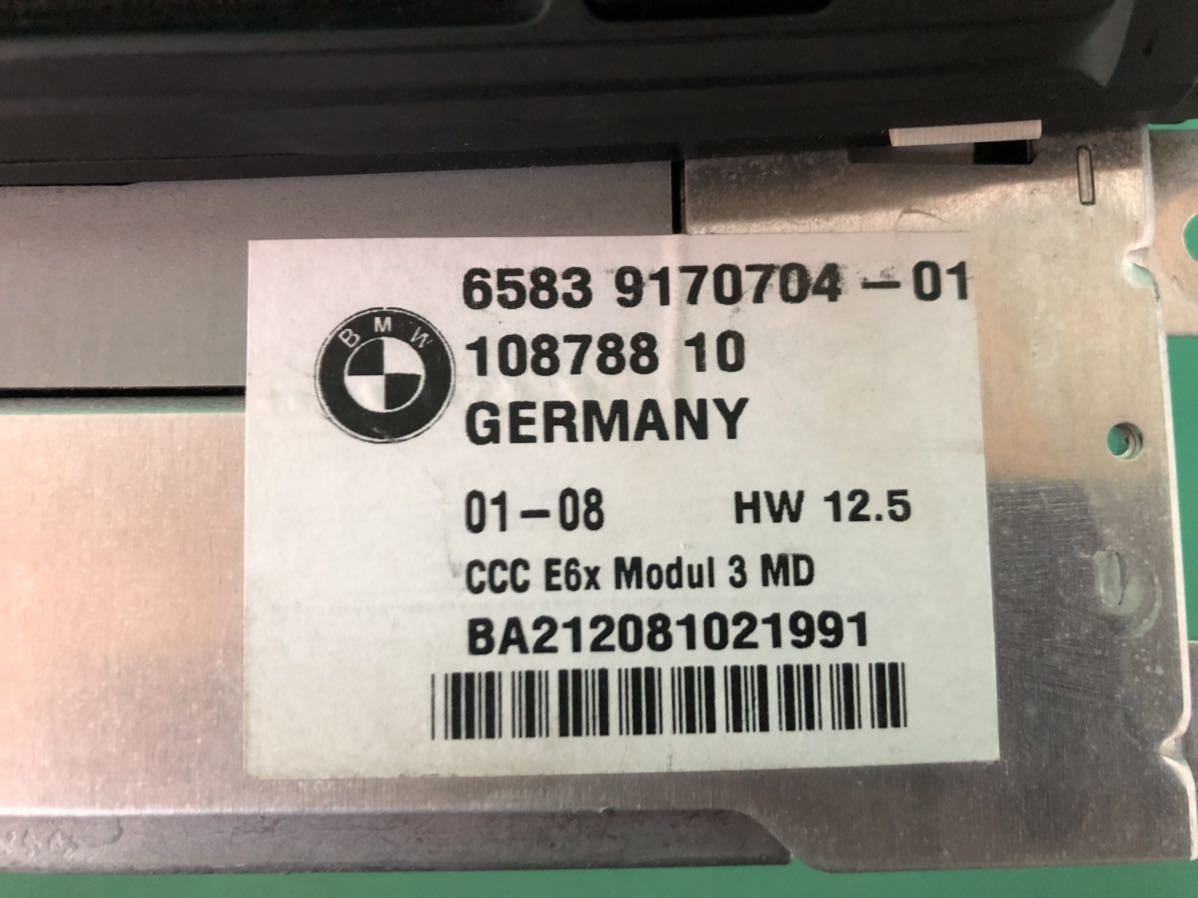 6583 9170704-01
BMW
108788 10
GERMANY
01-08 HW 12.5
CCC E6x Modul 3 MD
BA212081021991